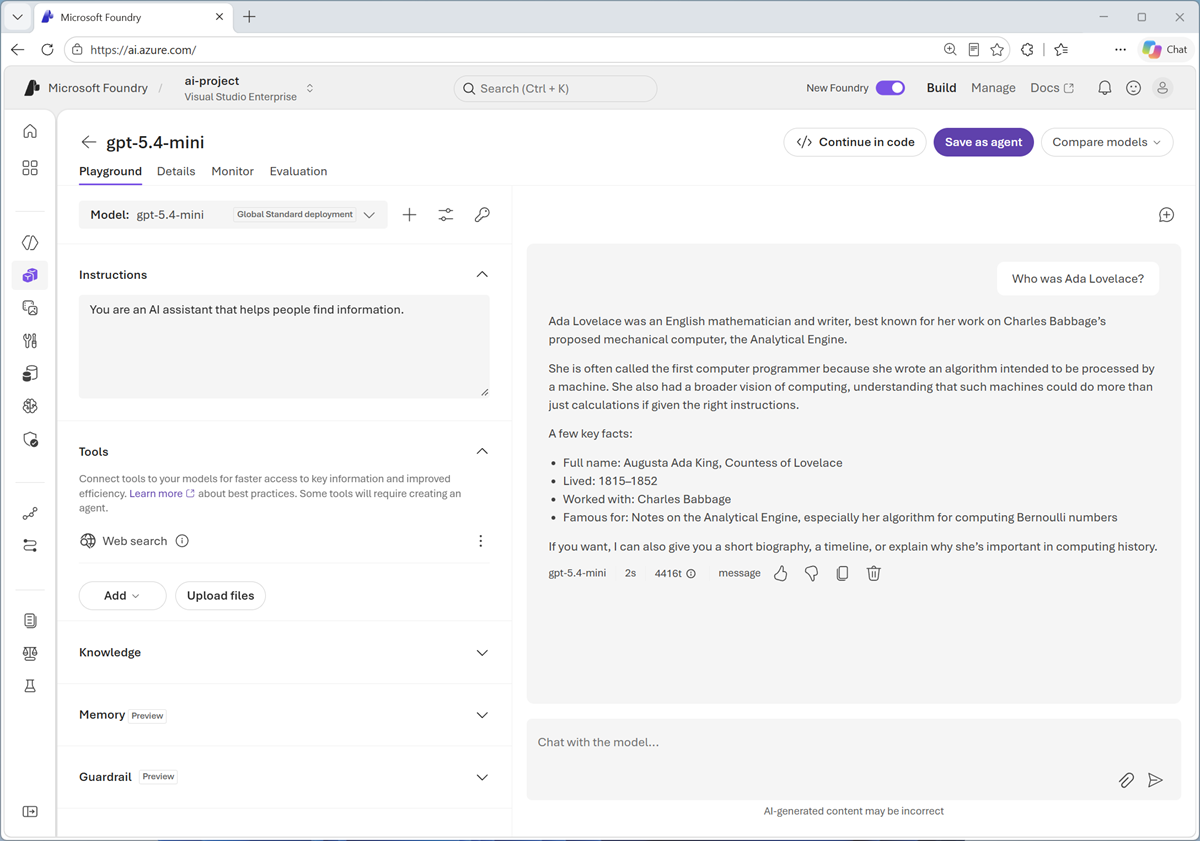 Microsoft Foundry
https://ai.azure.com/
Chat
Microsoft Foundry / ai-project
Visual Studio Enterprise
Search (Ctrl + K)
New Foundry
Build
Manage
Docs
gpt-5.4-mini
Continue in code
Save as agent
Compare models
Playground
Details
Monitor
Evaluation
Model: gpt-5.4-mini Global Standard deployment
Instructions
You are an AI assistant that helps people find information.
Tools
Connect tools to your models for faster access to key information and improved
efficiency. Learn more about best practices. Some tools will require creating an
agent.
Web search
Add
Upload files
Knowledge
Memory Preview
Guardrail Preview
Who was Ada Lovelace?
Ada Lovelace was an English mathematician and writer, best known for her work on Charles Babbage’s
proposed mechanical computer, the Analytical Engine.
She is often called the first computer programmer because she wrote an algorithm intended to be processed by
a machine. She also had a broader vision of computing, understanding that such machines could do more than
just calculations if given the right instructions.
A few key facts:
• Full name: Augusta Ada King, Countess of Lovelace
• Lived: 1815–1852
• Worked with: Charles Babbage
• Famous for: Notes on the Analytical Engine, especially her algorithm for computing Bernoulli numbers
If you want, I can also give you a short biography, a timeline, or explain why she’s important in computing history.
gpt-5.4-mini 2s 4416t message
Chat with the model...
AI-generated content may be incorrect